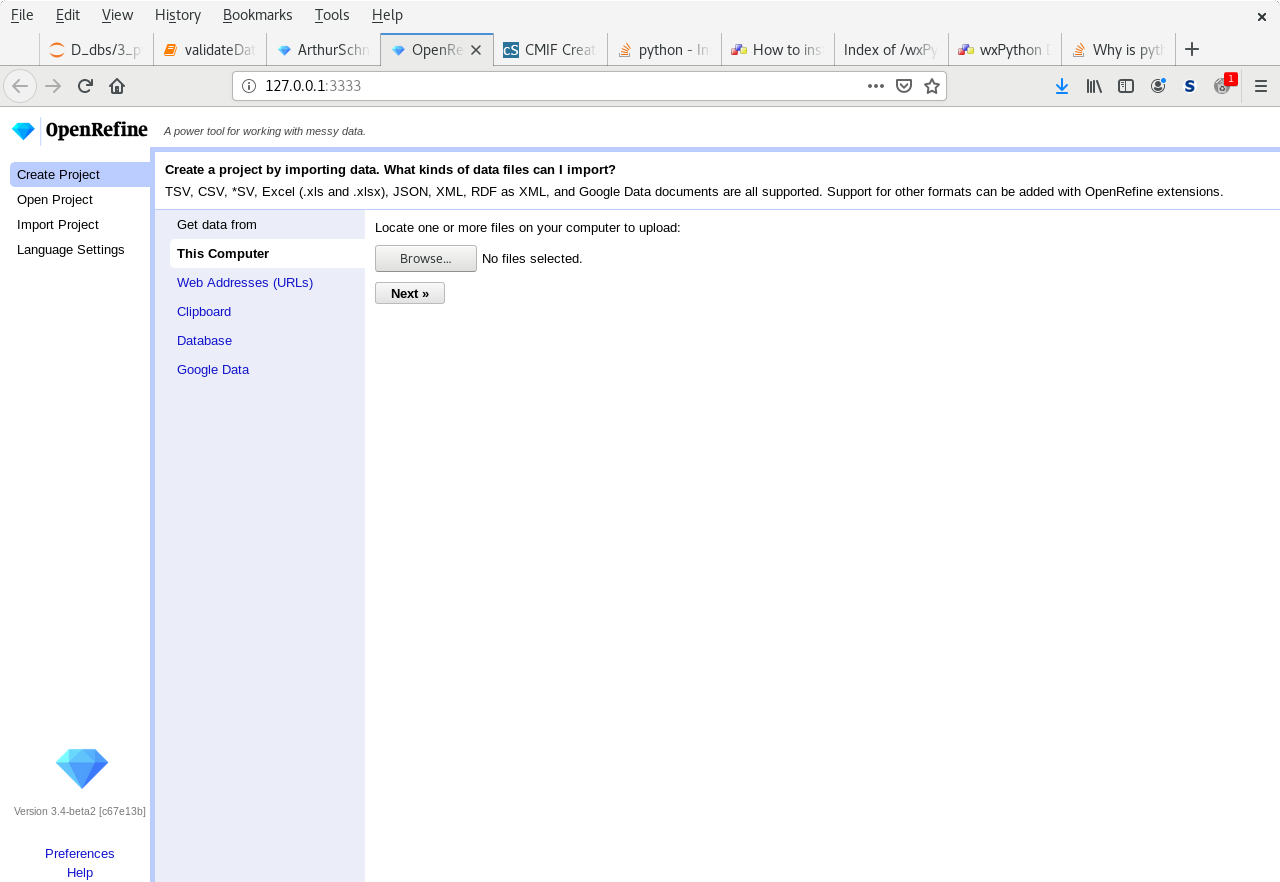 File Edit View History Bookmarks Tools Help
D_dbs/3_p validateDat ArthurSchn OpenRe CMIF Creat python - In How to ins Index of /wxPy wxPython D Why is pyth
127.0.0.1:3333
1
OpenRefine A power tool for working with messy data.
Create Project
Open Project
Import Project
Language Settings
Create a project by importing data. What kinds of data files can I import?
TSV, CSV, *SV, Excel (.xls and .xlsx), JSON, XML, RDF as XML, and Google Data documents are all supported. Support for other formats can be added with OpenRefine extensions.
Get data from
This Computer
Web Addresses (URLs)
Clipboard
Database
Google Data
Locate one or more files on your computer to upload:
Browse... No files selected.
Next »
Version 3.4-beta2 [c67e13b]
Preferences
Help